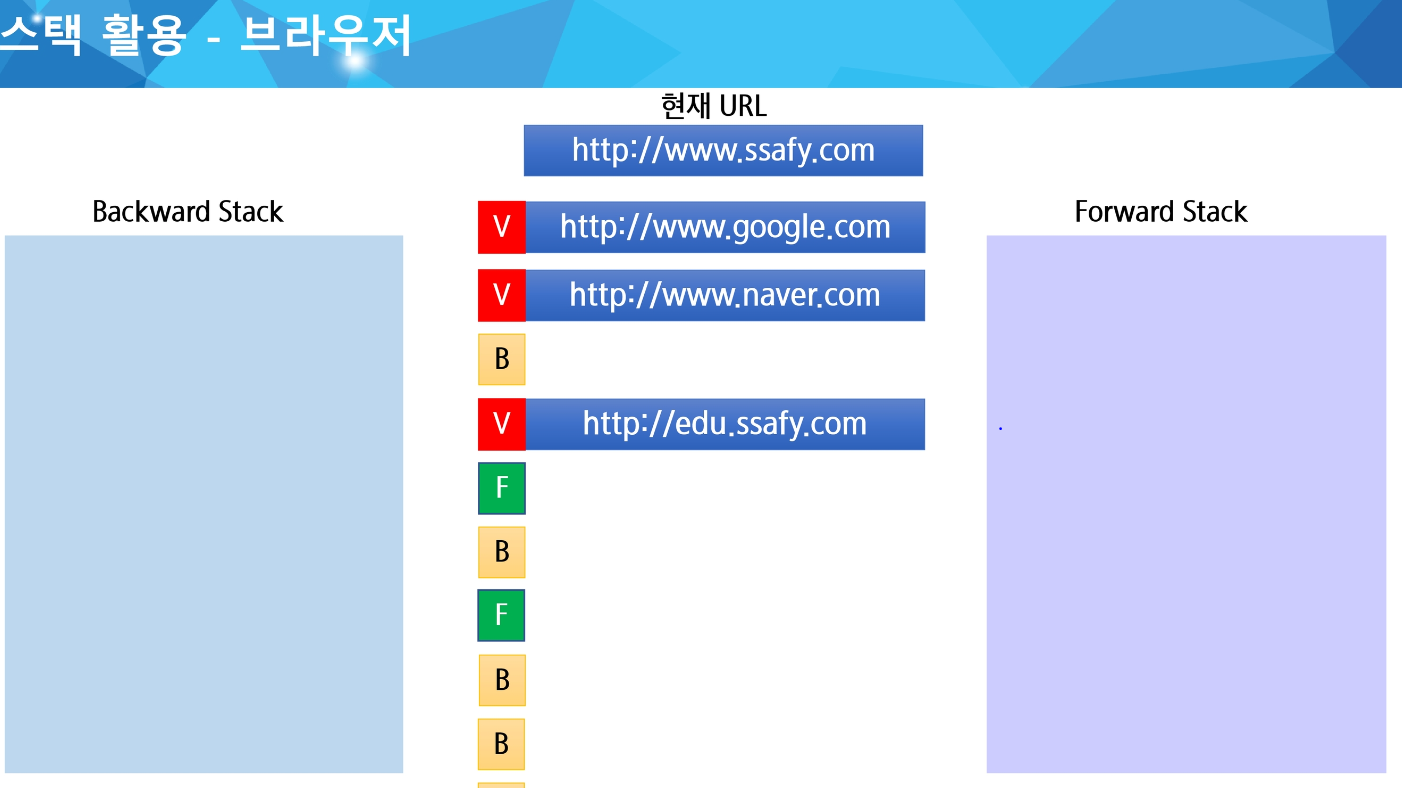 스택 활용 - 브라우저
현재 URL
http://www.ssafy.com
Backward Stack
Forward Stack
V http://www.google.com
V http://www.naver.com
B
V http://edu.ssafy.com
F
B
F
B
B